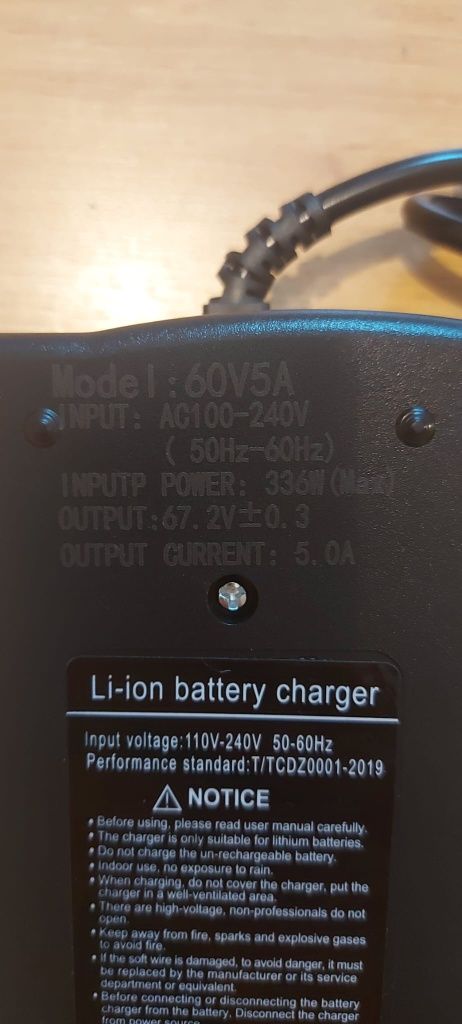 Model:60V5A
INPUT: AC100-240V
( 50Hz-60Hz)
INPUTP POWER: 336W(Max)
OUTPUT:67.2V±0.3
OUTPUT CURRENT: 5.0A
Li-ion battery charger
Input voltage:110V-240V 50-60Hz
Performance standard:T/TCDZ0001-2019
⚠ NOTICE
• Before using, please read user manual carefully.
• The charger is only suitable for lithium batteries.
• Do not charge the un-rechargeable battery.
• Indoor use, no exposure to rain.
• When charging, do not cover the charger, put the
charger in a well-ventilated area.
• There are high-voltage, non-professionals do not
open.
• Keep away from fire, sparks and explosive gases
to avoid fire.
• If the soft wire is damaged, to avoid danger, it must
be replaced by the manufacturer or its service
department or equivalent.
• Before connecting or disconnecting the battery
charger from the battery, Disconnect the charger
from power source